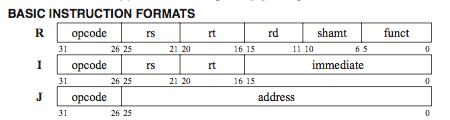 BASIC INSTRUCTION FORMATS
R opcode rs rt rd shamt funct
31 26 25 21 20 16 15 11 10 6 5 0
I opcode rs rt immediate
31 26 25 21 20 16 15 0
J opcode address
31 26 25 0